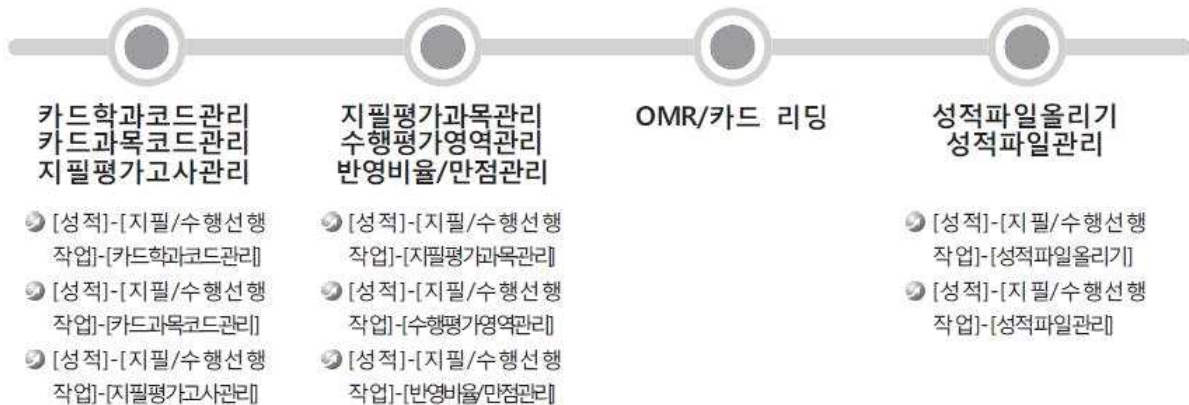 카드학과코드관리
카드과목코드관리
지필평가고사관리
[성적]-[지필/수행선행
작업]-[카드학과코드관리]
[성적]-[지필/수행선행
작업]-[카드과목코드관리]
[성적]-[지필/수행선행
작업]-[지필평가고사관리]
지필평가과목관리
수행평가영역관리
반영비율/만점관리
[성적]-[지필/수행선행
작업]-[지필평가과목관리]
[성적]-[지필/수행선행
작업]-[수행평가영역관리]
[성적]-[지필/수행선행
작업]-[반영비율/만점관리]
OMR/카드 리딩
성적파일올리기
성적파일관리
[성적]-[지필/수행선행
작업]-[성적파일올리기]
[성적]-[지필/수행선행
작업]-[성적파일관리]